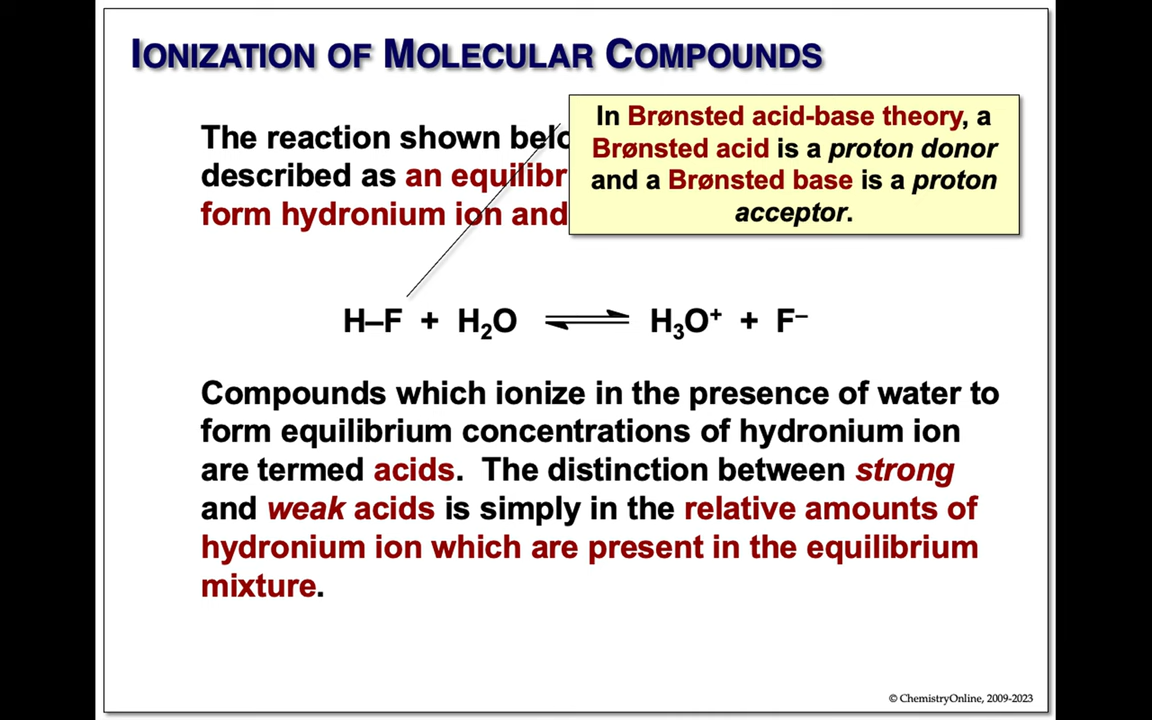 IONIZATION OF MOLECULAR COMPOUNDS
The reaction shown
described as an
form hydronium ion and
In Brønsted acid-base theory, a
Brønsted acid is a proton donor
and a Brønsted base is a proton
acceptor.
H–F + H₂O ⇌ H₃O⁺ + F⁻
Compounds which ionize in the presence of water to
form equilibrium concentrations of hydronium ion
are termed acids. The distinction between strong
and weak acids is simply in the relative amounts of
hydronium ion which are present in the equilibrium
mixture.
© ChemistryOnline, 2009-2023